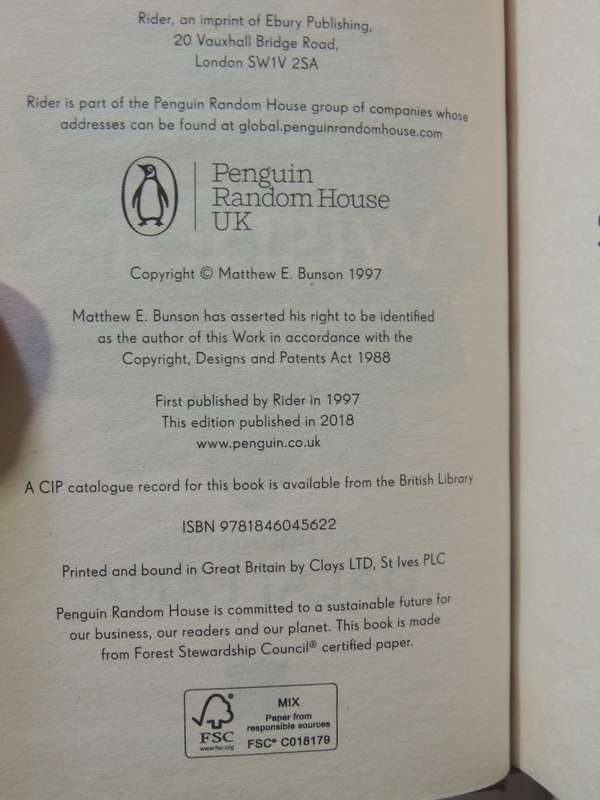 Rider, an imprint of Ebury Publishing,
20 Vauxhall Bridge Road,
London SW1V 2SA
Rider is part of the Penguin Random House group of companies whose
addresses can be found at global.penguinrandomhouse.com
Penguin
Random House
UK
Copyright © Matthew E. Bunson 1997
Matthew E. Bunson has asserted his right to be identified
as the author of this Work in accordance with the
Copyright, Designs and Patents Act 1988
First published by Rider in 1997
This edition published in 2018
www.penguin.co.uk
A CIP catalogue record for this book is available from the British Library
ISBN 9781846045622
Printed and bound in Great Britain by Clays LTD, St Ives PLC
Penguin Random House is committed to a sustainable future for
our business, our readers and our planet. This book is made
from Forest Stewardship Council® certified paper.
MIX
Paper from
responsible sources
FSC® C018179
FSC
www.fsc.org